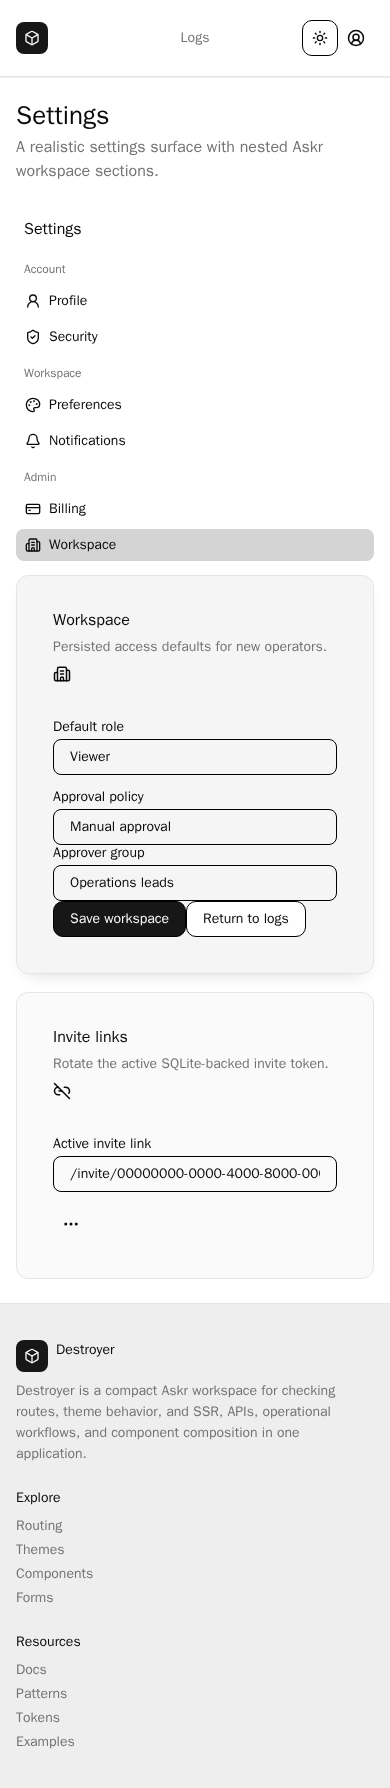 Logs
Settings
A realistic settings surface with nested Askr
workspace sections.
Settings
Account
Profile
Security
Workspace
Preferences
Notifications
Admin
Billing
Workspace
Workspace
Persisted access defaults for new operators.
Default role
Viewer
Approval policy
Manual approval
Approver group
Operations leads
Save workspace
Return to logs
Invite links
Rotate the active SQLite-backed invite token.
Active invite link
/invite/00000000-0000-4000-8000-00
Destroyer
Destroyer is a compact Askr workspace for checking
routes, theme behavior, and SSR, APIs, operational
workflows, and component composition in one
application.
Explore
Routing
Themes
Components
Forms
Resources
Docs
Patterns
Tokens
Examples